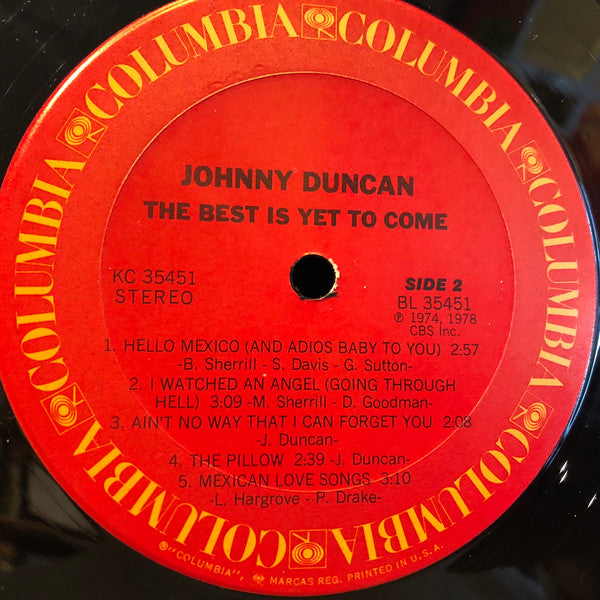 COLUMBIA COLUMBIA COLUMBIA COLUMBIA COLUMBIA COLUMBIA
JOHNNY DUNCAN
THE BEST IS YET TO COME
KC 35451
STEREO
SIDE 2
BL 35451
℗ 1974, 1978
CBS Inc.
1. HELLO MEXICO (AND ADIOS BABY TO YOU) 2:57
-B. Sherrill - S. Davis - G. Sutton-
2. I WATCHED AN ANGEL (GOING THROUGH
HELL) 3:09 -M. Sherrill - D. Goodman-
3. AIN'T NO WAY THAT I CAN FORGET YOU 2:08
-J. Duncan-
4. THE PILLOW 2:39 -J. Duncan-
5. MEXICAN LOVE SONGS 3:10
-L. Hargrove - P. Drake-
®"COLUMBIA", MARCAS REG. PRINTED IN U.S.A.